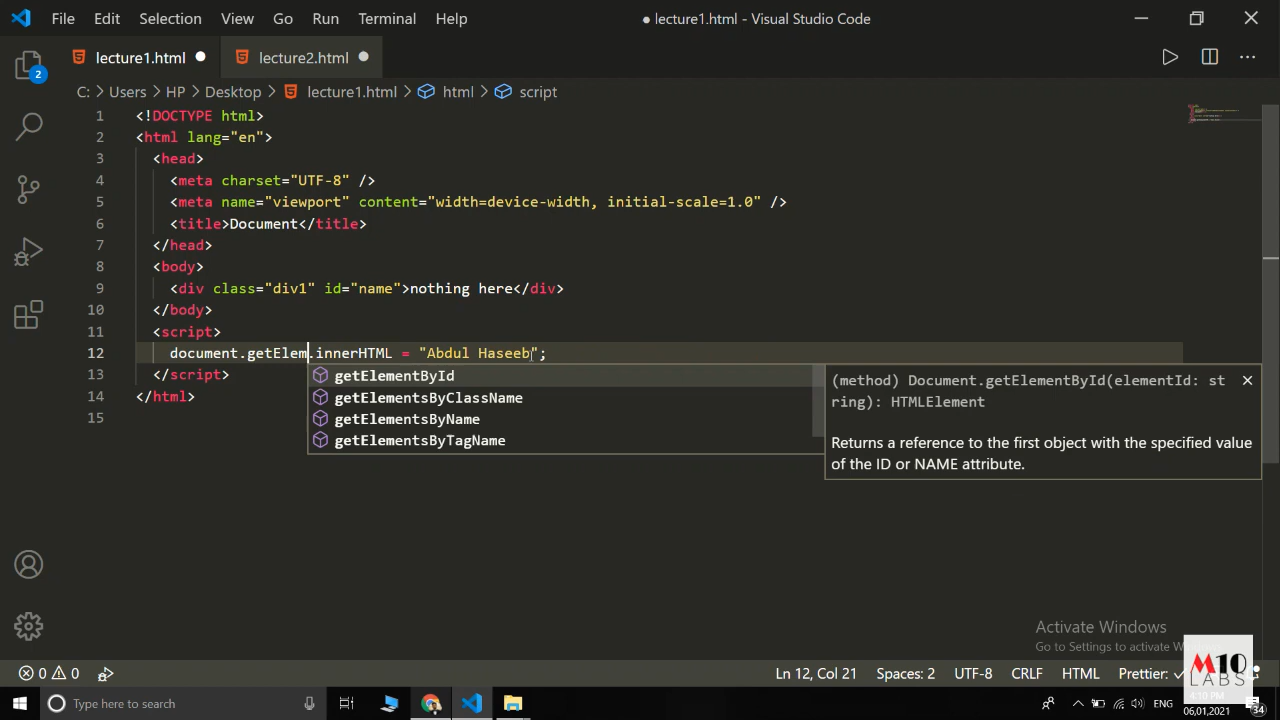 File Edit Selection View Go Run Terminal Help ● lecture1.html - Visual Studio Code
lecture1.html lecture2.html
C: > Users > HP > Desktop > lecture1.html > html > script
1 <!DOCTYPE html>
2 <html lang="en">
3 <head>
4 <meta charset="UTF-8" />
5 <meta name="viewport" content="width=device-width, initial-scale=1.0" />
6 <title>Document</title>
7 </head>
8 <body>
9 <div class="div1" id="name">nothing here</div>
10 </body>
11 <script>
12 document.getElem.innerHTML = "Abdul Haseeb";
13 </script>
14 </html>
15
2
getElementById
getElementsByClassName
getElementsByName
getElementsByTagName
(method) Document.getElementById(elementId: st
ring): HTMLElement
Returns a reference to the first object with the specified value
of the ID or NAME attribute.
Activate Windows
Go to Settings to activate W
M10
LABS
0 0 Ln 12, Col 21 Spaces: 2 UTF-8 CRLF HTML Prettier: ✓
Type here to search ENG 4:10 PM
06,01,2021 34